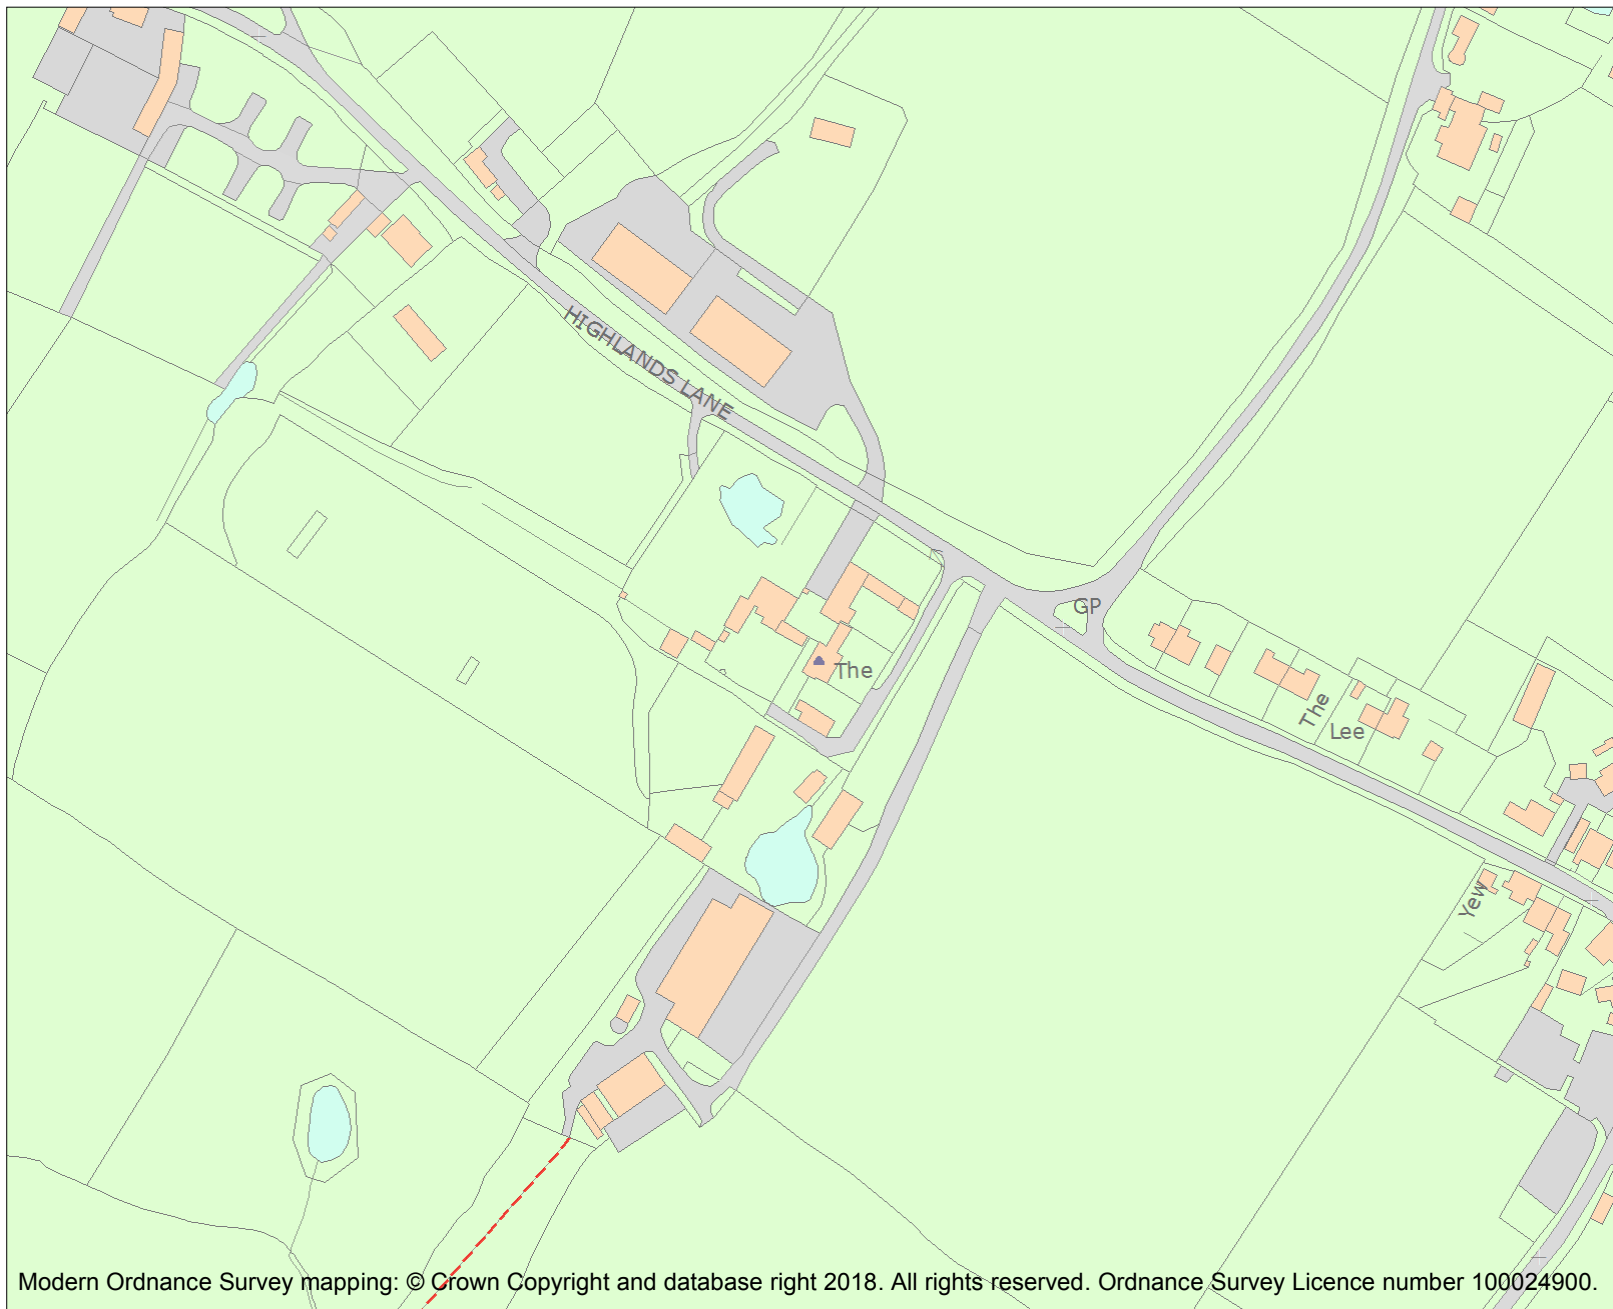 HIGHLANDS LANE
GP
The
The
Lee
Yew
Modern Ordnance Survey mapping: © Crown Copyright and database right 2018. All rights reserved. Ordnance Survey Licence number 100024900.